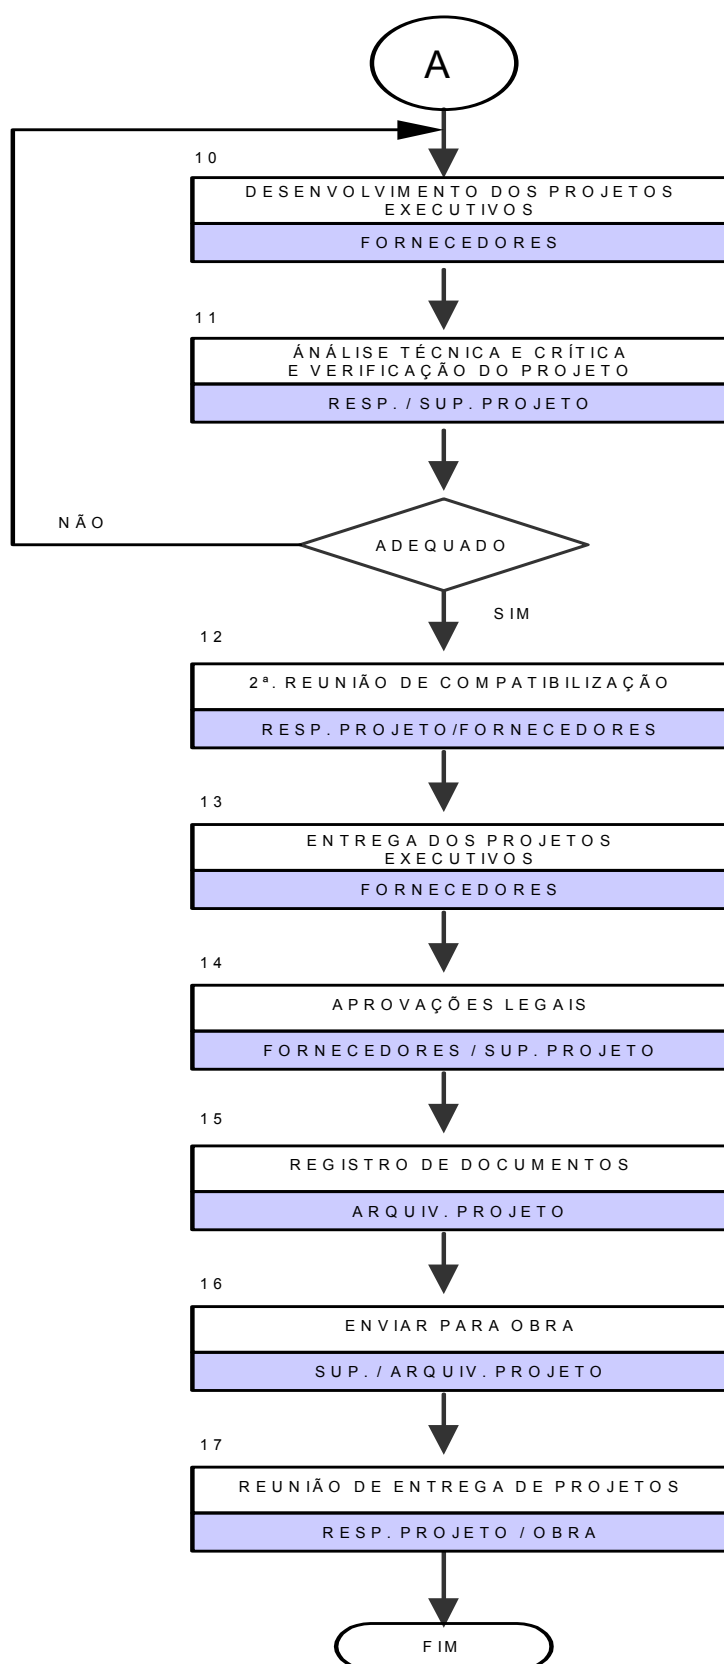 A
10
DESENVOLVIMENTO DOS PROJETOS
EXECUTIVOS
FORNECEDORES
11
ÁNÁLISE TÉCNICA E CRÍTICA
E VERIFICAÇÃO DO PROJETO
RESP. / SUP. PROJETO
NÃO
ADEQUADO
SIM
12
2ª. REUNIÃO DE COMPATIBILIZAÇÃO
RESP. PROJETO/FORNECEDORES
13
ENTREGA DOS PROJETOS
EXECUTIVOS
FORNECEDORES
14
APROVAÇÕES LEGAIS
FORNECEDORES / SUP. PROJETO
15
REGISTRO DE DOCUMENTOS
ARQUIV. PROJETO
16
ENVIAR PARA OBRA
SUP. / ARQUIV. PROJETO
17
REUNIÃO DE ENTREGA DE PROJETOS
RESP. PROJETO / OBRA
FIM